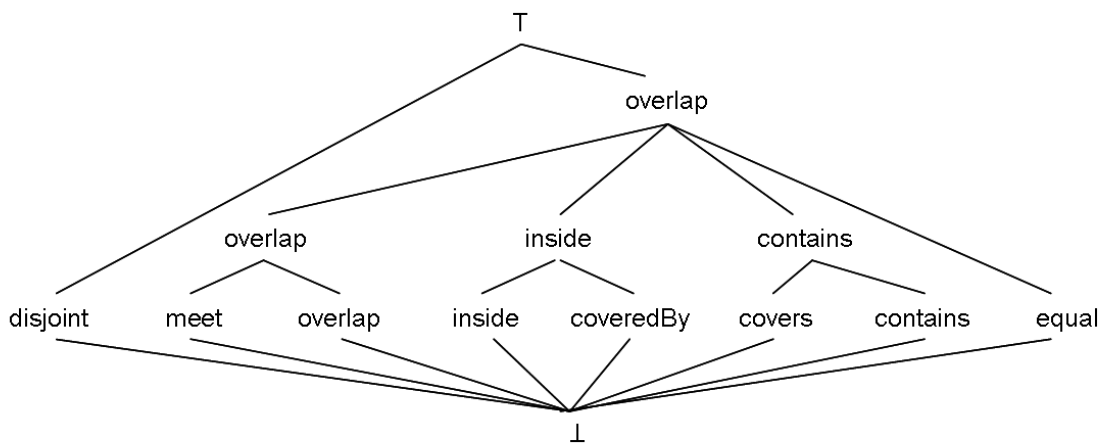 T
overlap
overlap inside contains
disjoint meet overlap inside coveredBy covers contains equal
⊥